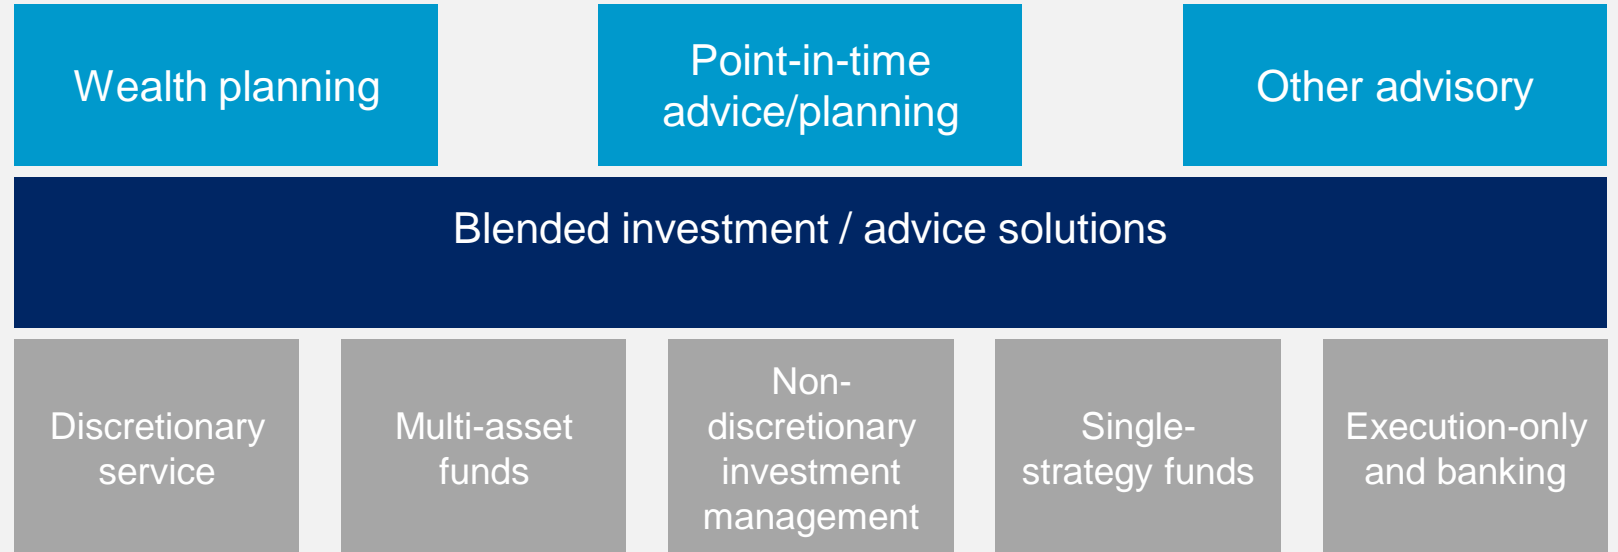 Wealth planning
Point-in-time
advice/planning
Other advisory
Blended investment / advice solutions
Discretionary
service
Multi-asset
funds
Non-
discretionary
investment
management
Single-
strategy funds
Execution-only
and banking